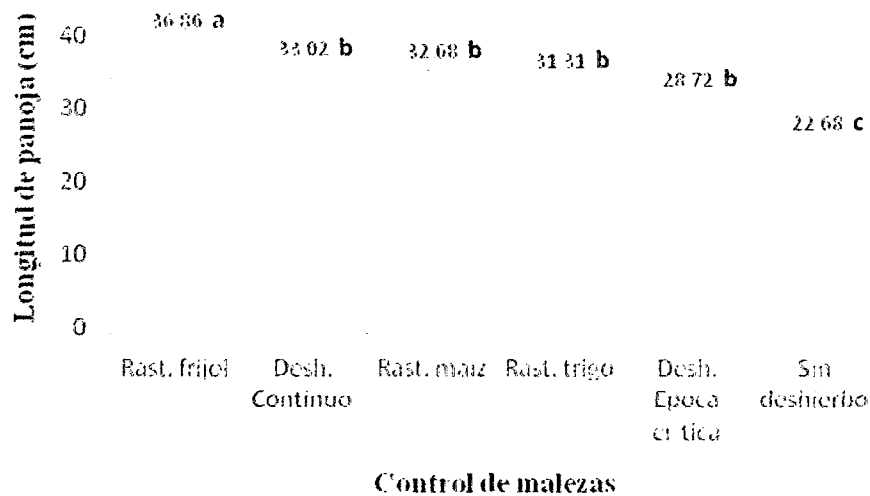 Longitud de panoja (cm)
40
30
20
10
0
36.86 a
33.02 b
32.68 b
31.31 b
28.72 b
22.68 c
Rast. frijol
Desh.
Continuo
Rast. maiz
Rast. trigo
Desh.
Epoca
critica
Sin
deshierbo
Control de malezas